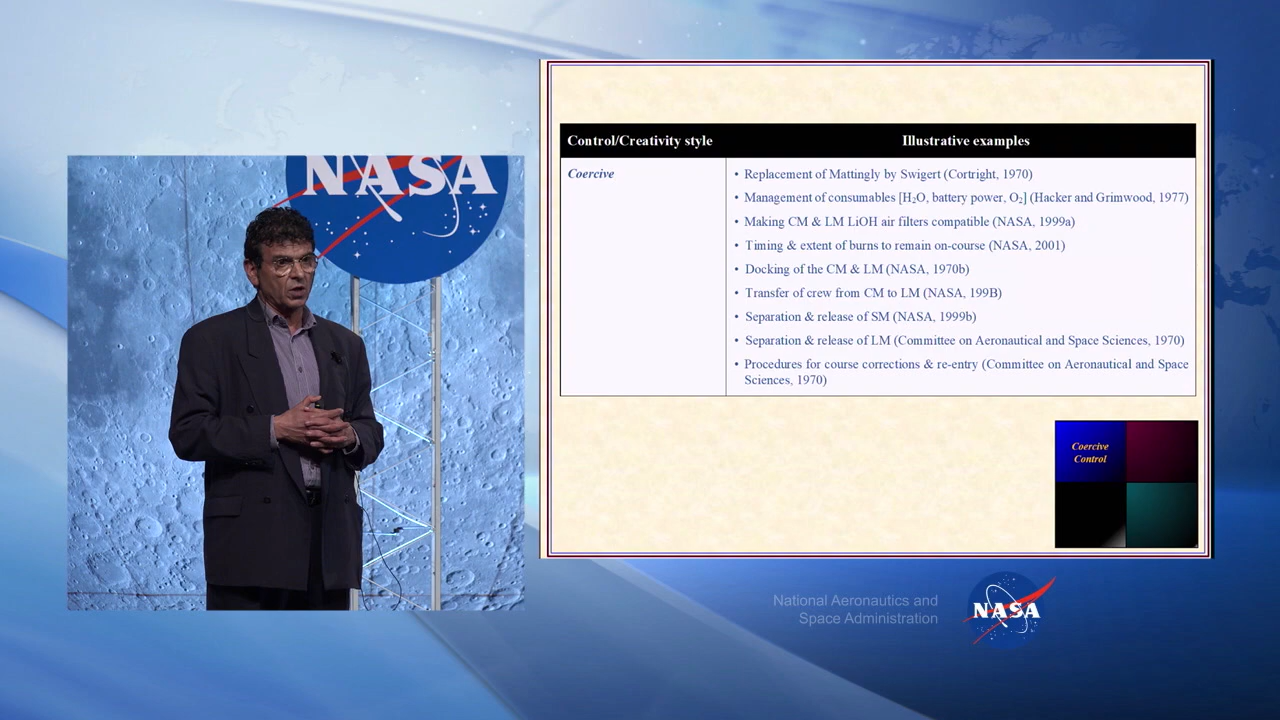 NASA
Control/Creativity style
Illustrative examples
Coercive
• Replacement of Mattingly by Swigert (Cortright, 1970)
• Management of consumables [H₂O, battery power, O₂] (Hacker and Grimwood, 1977)
• Making CM & LM LiOH air filters compatible (NASA, 1999a)
• Timing & extent of burns to remain on-course (NASA, 2001)
• Docking of the CM & LM (NASA, 1970b)
• Transfer of crew from CM to LM (NASA, 199B)
• Separation & release of SM (NASA, 1999b)
• Separation & release of LM (Committee on Aeronautical and Space Sciences, 1970)
• Procedures for course corrections & re-entry (Committee on Aeronautical and Space
Sciences, 1970)
Coercive
Control
National Aeronautics and
Space Administration
NASA